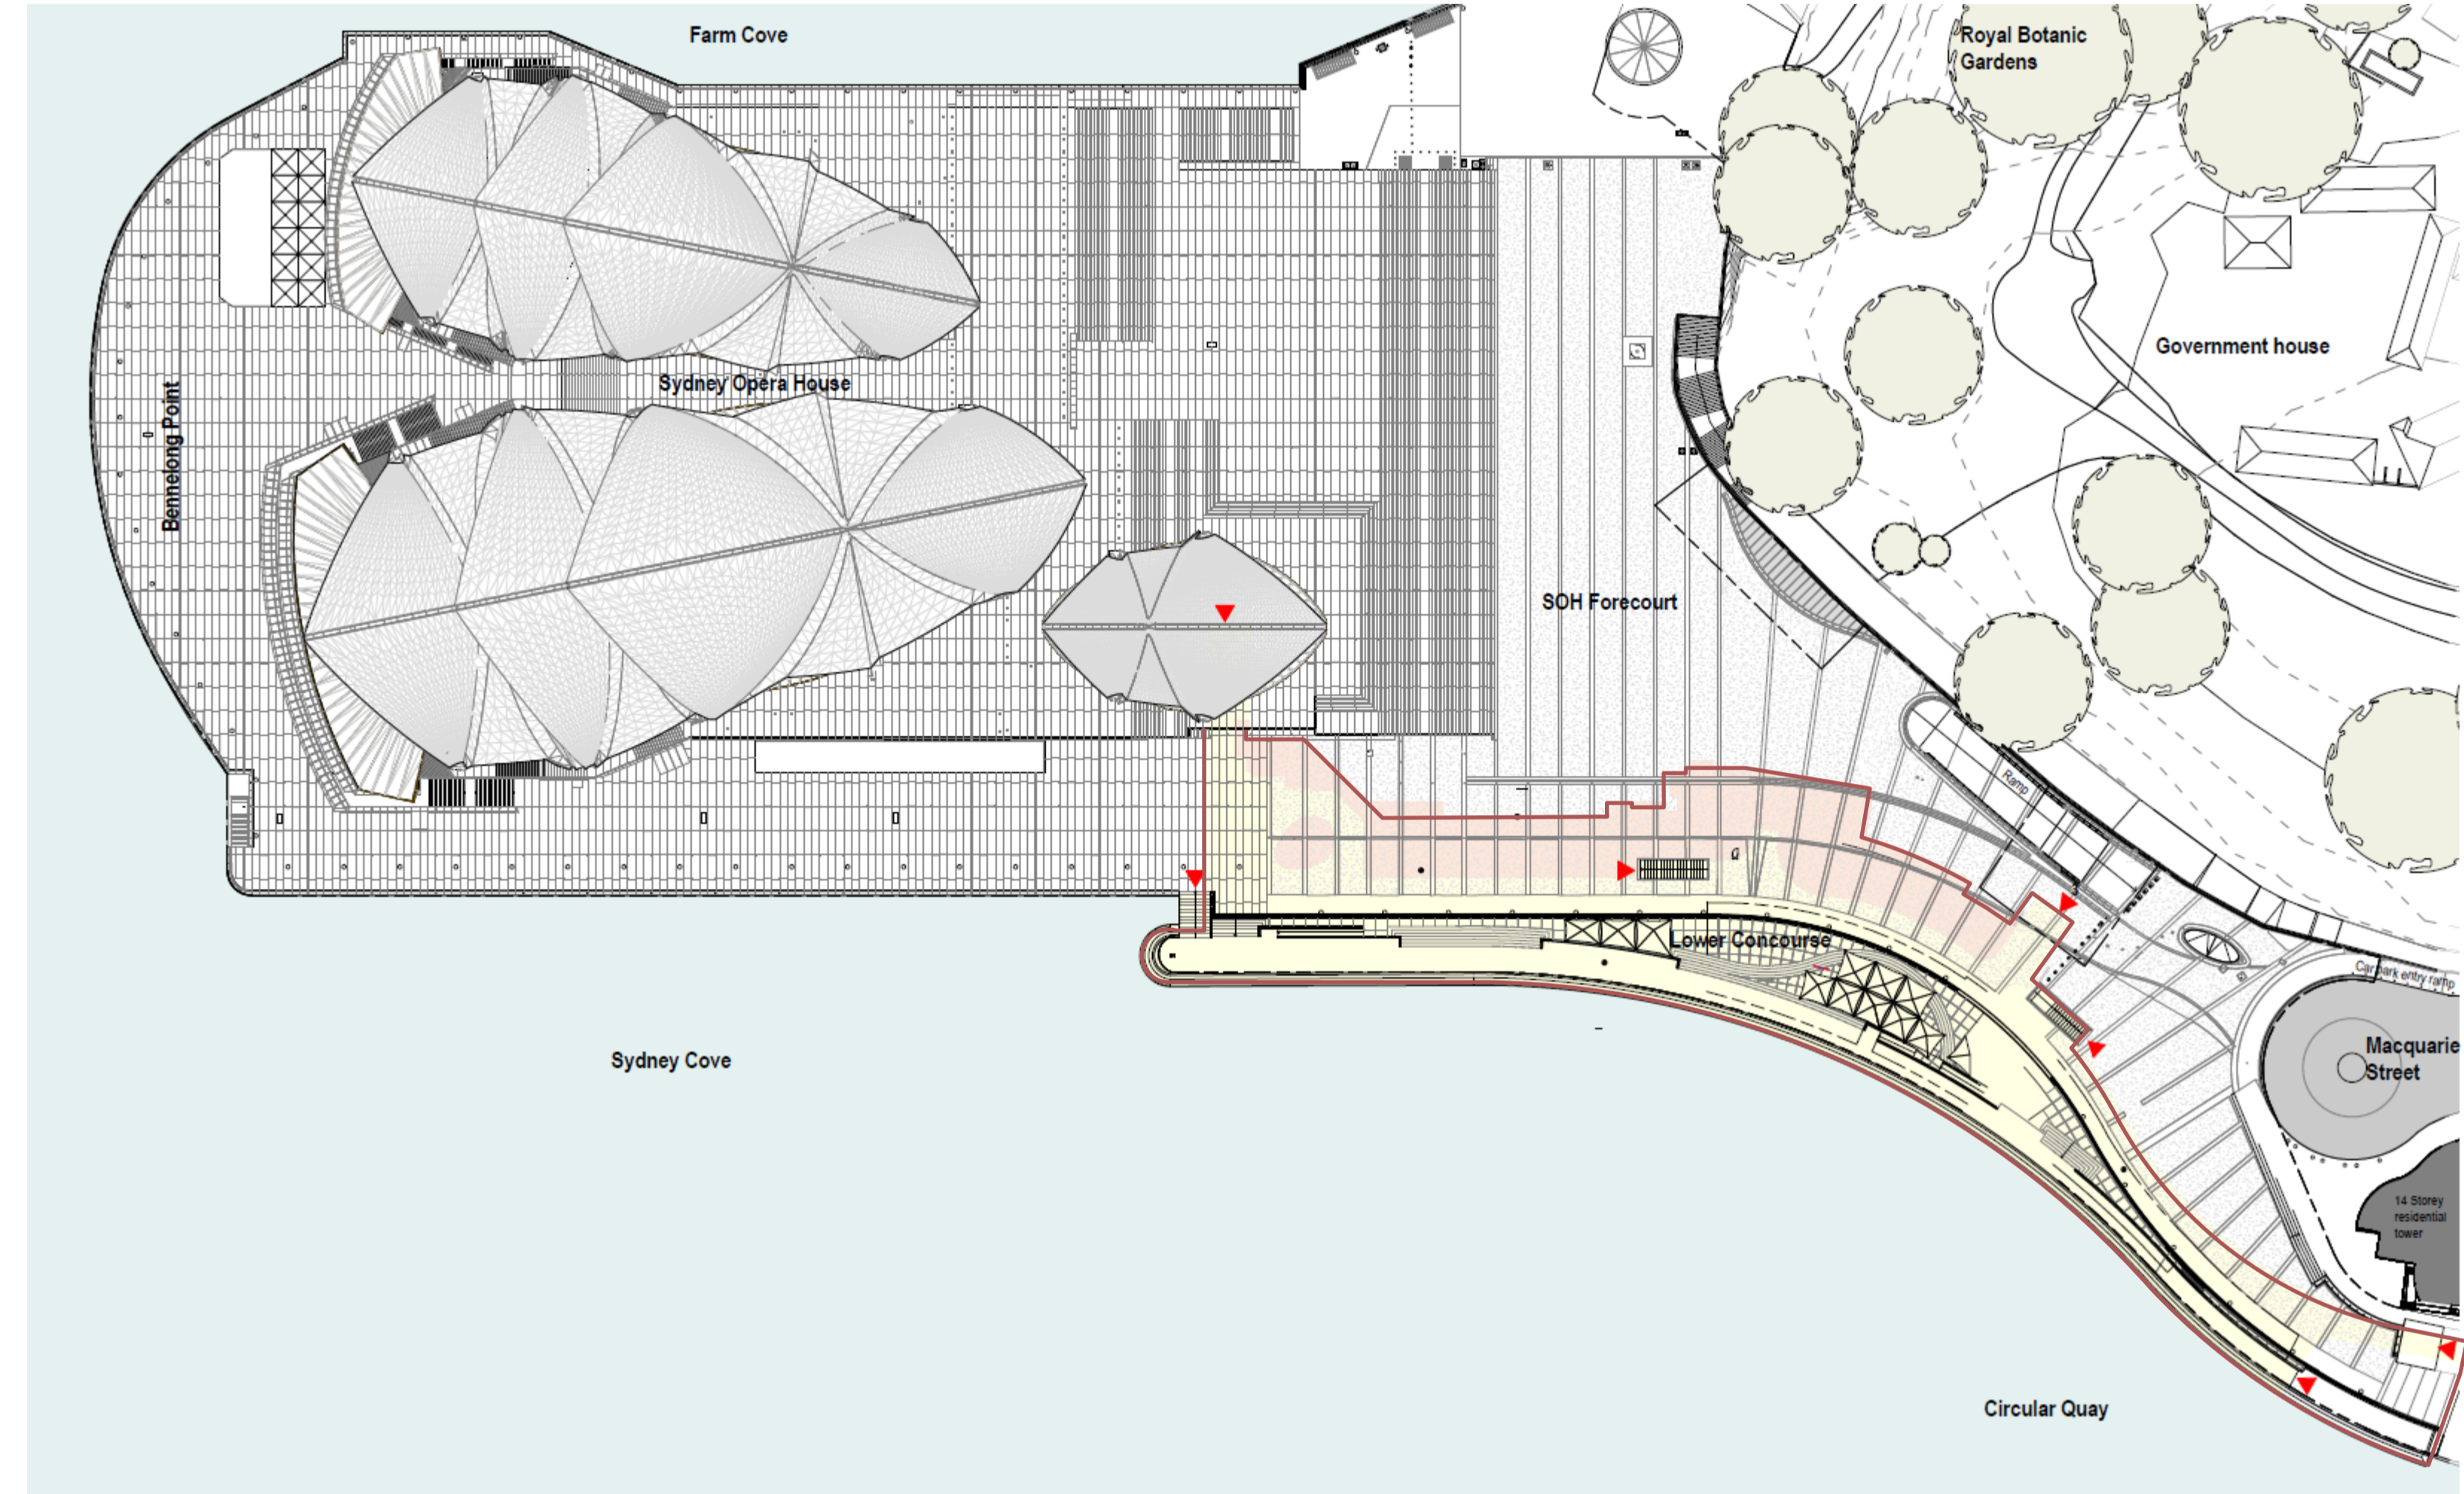 Farm Cove
Royal Botanic
Gardens
Government house
Sydney Opera House
Bennelong Point
SOH Forecourt
Ramp
Lower Concourse
Car park entry ramp
Macquarie
Street
Sydney Cove
14 Storey
residential
tower
Circular Quay